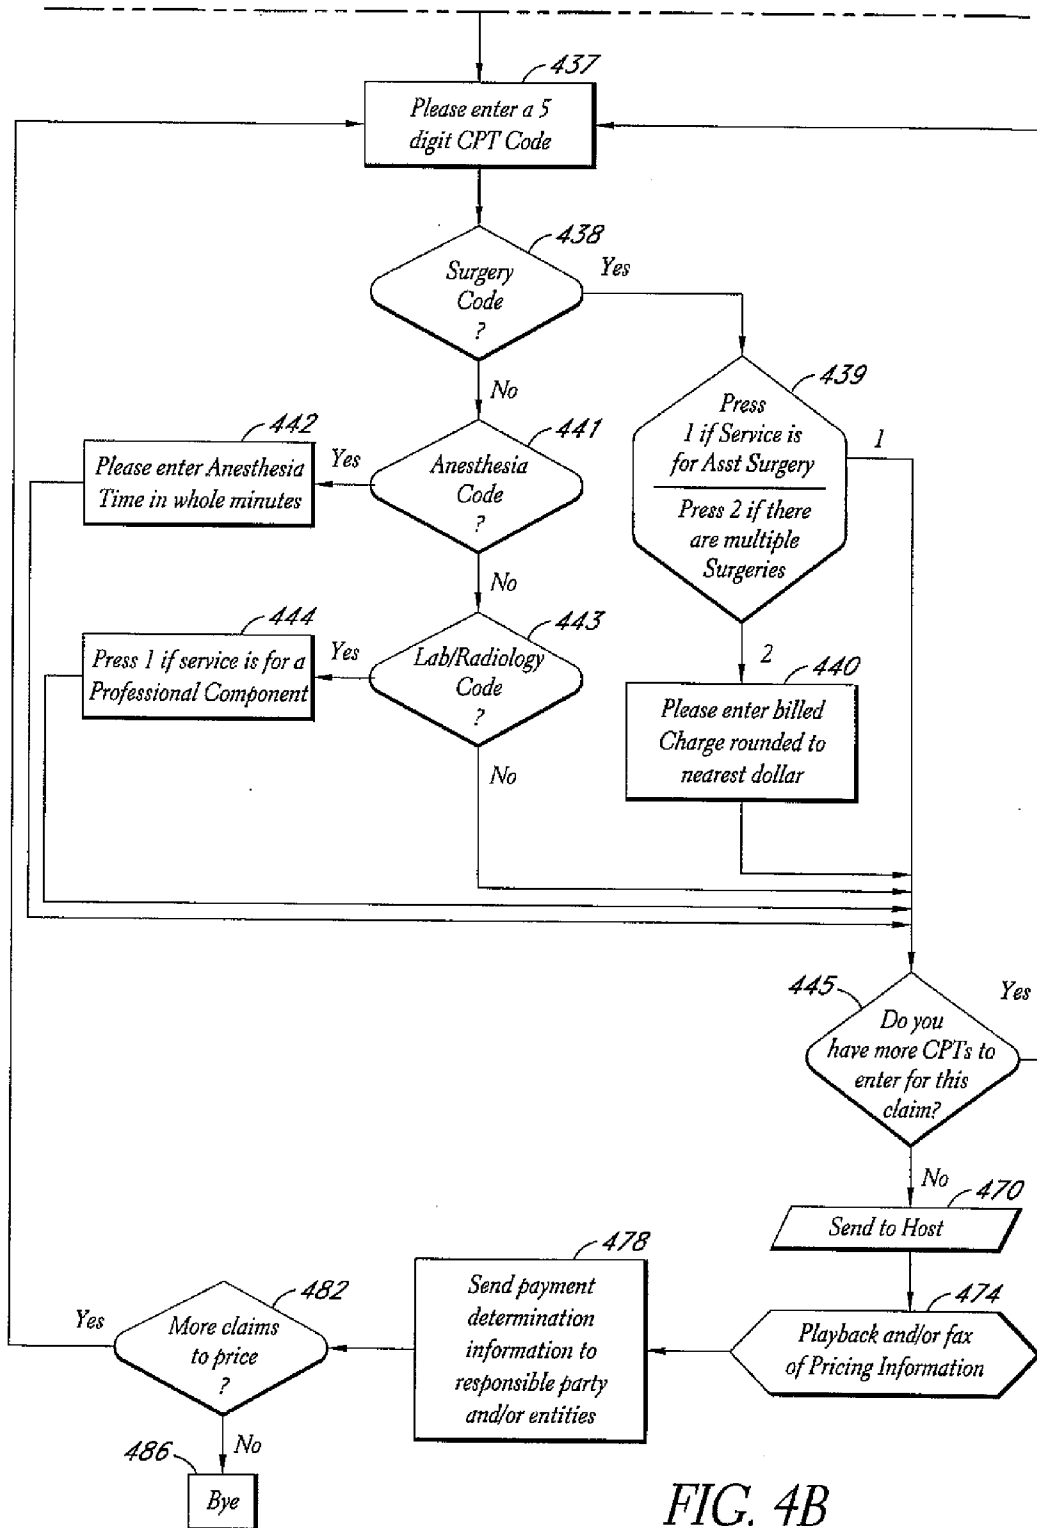 437
Please enter a 5
digit CPT Code
438
Surgery
Code
?
Yes
No
439
Press
1 if Service is
for Asst Surgery
Press 2 if there
are multiple
Surgeries
1
2
442
Please enter Anesthesia
Time in whole minutes
Yes
441
Anesthesia
Code
?
No
444
Press 1 if service is for a
Professional Component
Yes
443
Lab/Radiology
Code
?
No
440
Please enter billed
Charge rounded to
nearest dollar
445
Do you
have more CPTs to
enter for this
claim?
Yes
No
470
Send to Host
474
Playback and/or fax
of Pricing Information
478
Send payment
determination
information to
responsible party
and/or entities
482
More claims
to price
?
Yes
No
486
Bye
FIG. 4B